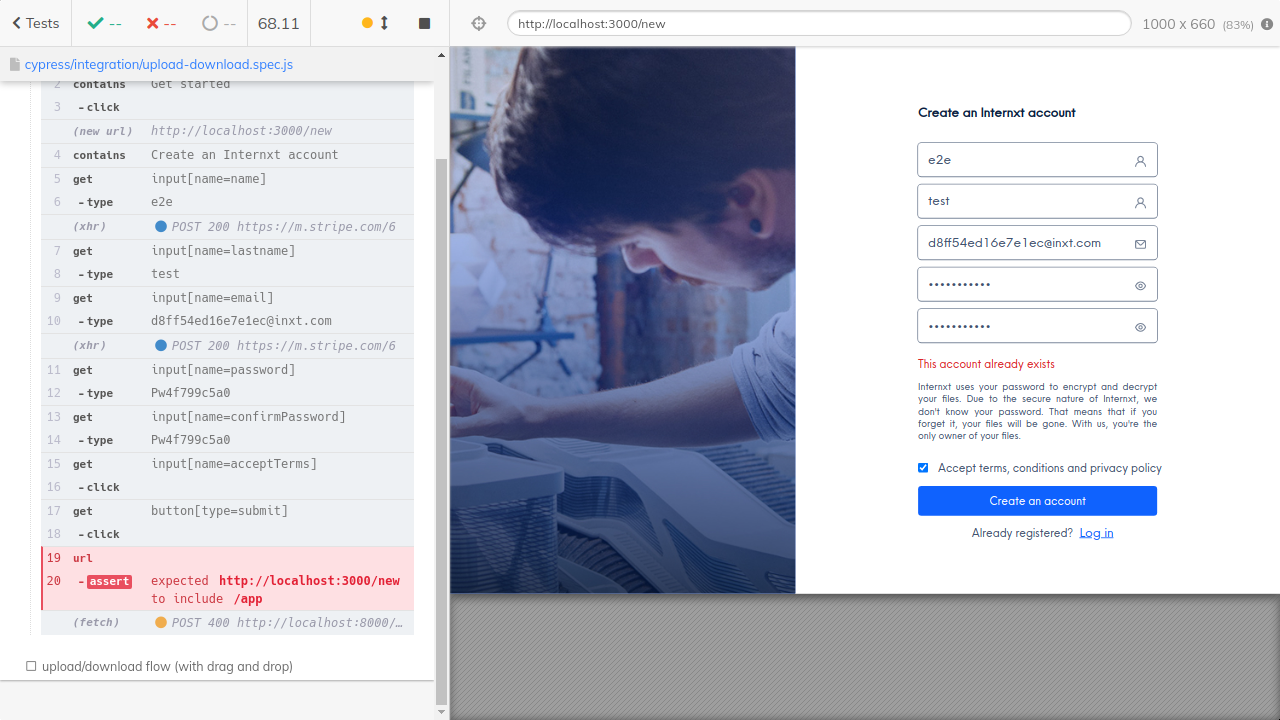 Tests
--
--
--
68.11
http://localhost:3000/new
1000 x 660 (83%)
cypress/integration/upload-download.spec.js
2 contains Get started
3 -click
(new url) http://localhost:3000/new
4 contains Create an Internxt account
5 get input[name=name]
6 -type e2e
(xhr) POST 200 https://m.stripe.com/6
7 get input[name=lastname]
8 -type test
9 get input[name=email]
10 -type d8ff54ed16e7e1ec@inxt.com
(xhr) POST 200 https://m.stripe.com/6
11 get input[name=password]
12 -type Pw4f799c5a0
13 get input[name=confirmPassword]
14 -type Pw4f799c5a0
15 get input[name=acceptTerms]
16 -click
17 get button[type=submit]
18 -click
19 url
20 -assert expected http://localhost:3000/new
to include /app
(fetch) POST 400 http://localhost:8000/…
upload/download flow (with drag and drop)
Create an Internxt account
e2e
test
d8ff54ed16e7e1ec@inxt.com
•••••••••••
•••••••••••
This account already exists
Internxt uses your password to encrypt and decrypt
your files. Due to the secure nature of Internxt, we
don't know your password. That means that if you
forget it, your files will be gone. With us, you're the
only owner of your files.
Accept terms, conditions and privacy policy
Create an account
Already registered? Log in